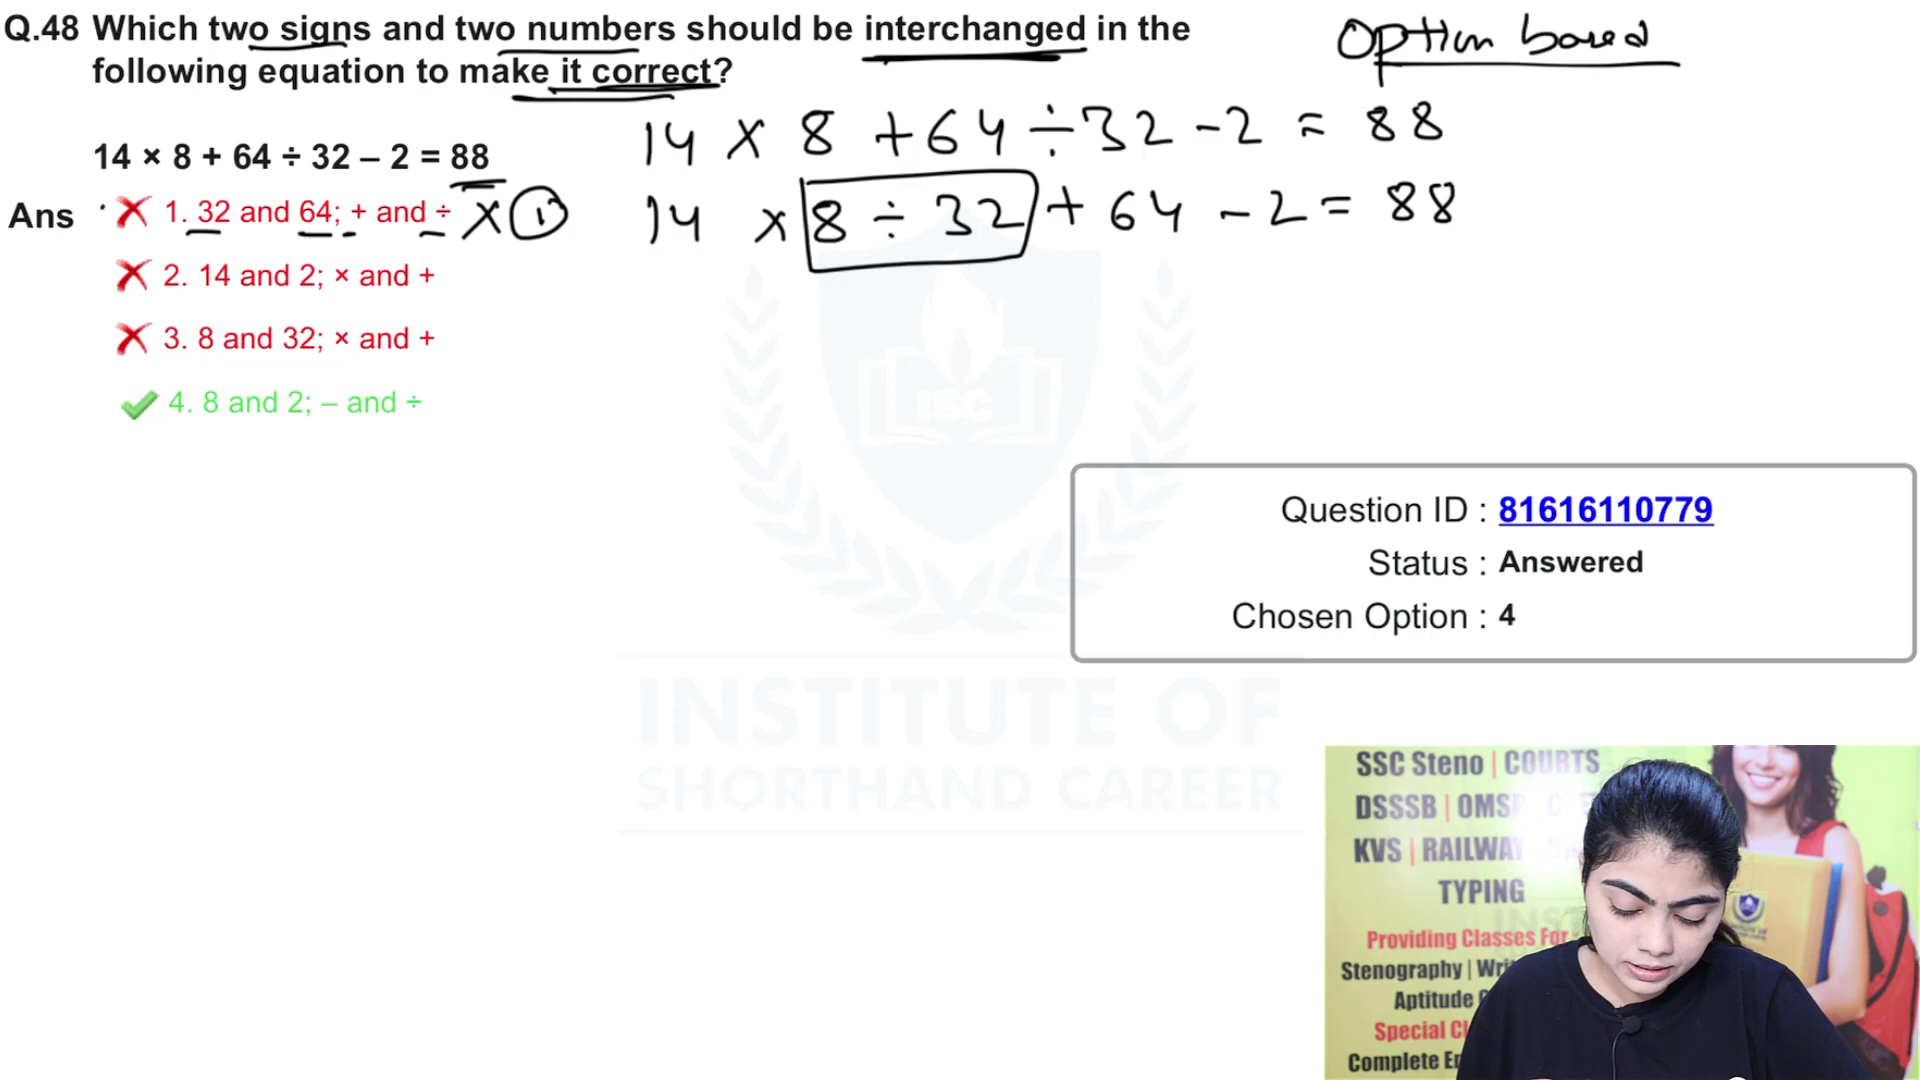 Q.48 Which two signs and two numbers should be interchanged in the
following equation to make it correct?
Option based
14 × 8 + 64 ÷ 32 – 2 = 88
14 × 8 + 64 ÷ 32 - 2 = 88
Ans
1. 32 and 64; + and ÷
× 1
14 × 8 ÷ 32 + 64 - 2 = 88
2. 14 and 2; × and +
3. 8 and 32; × and +
4. 8 and 2; – and ÷
ISC
Question ID : 81616110779
Status : Answered
Chosen Option : 4
INSTITUTE OF
SHORTHAND CAREER
SSC Steno | COURTS
DSSSB | OMSP
KVS | RAILWAY
TYPING
Providing Classes For
Stenography |
Aptitude
Special
Complete